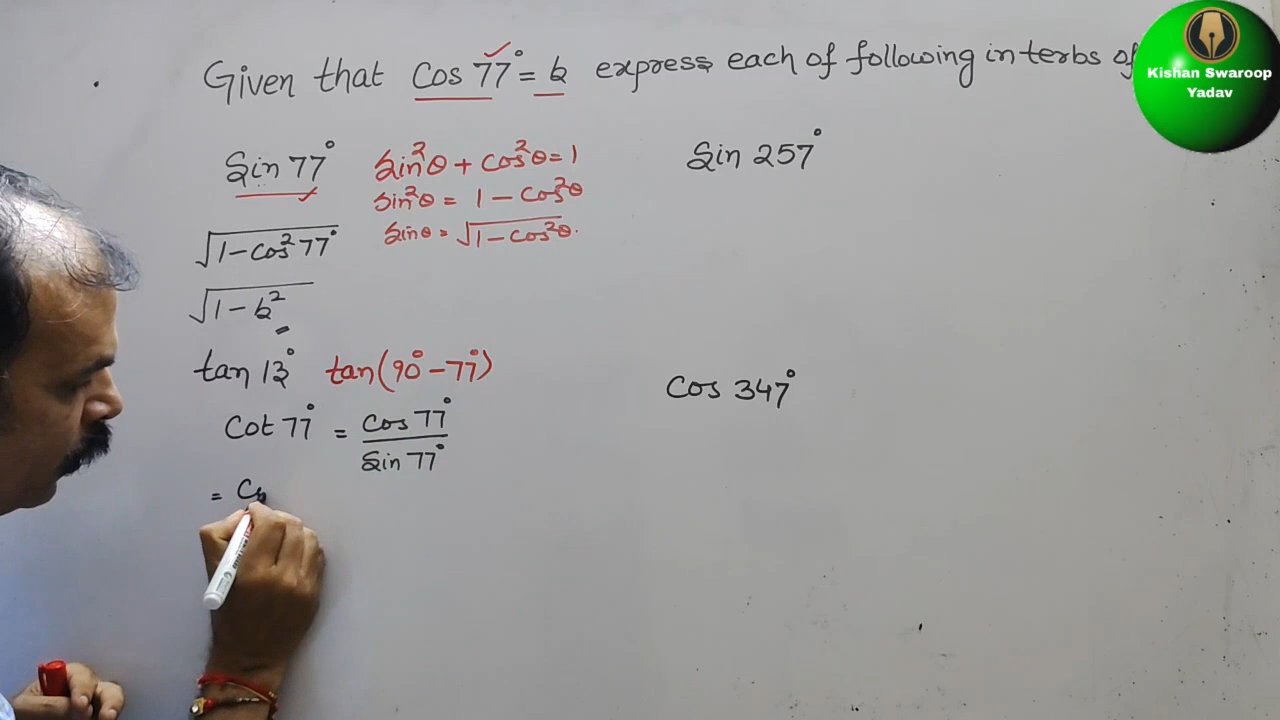 Given that Cos 77° = k express each of following in terbs of
Kishan Swaroop
Yadav
Sin 77°
Sin²θ + Cos²θ = 1
Sin²θ = 1 - Cos²θ
Sinθ = √1-Cos²θ.
√1-Cos²77°
√1-k²
tan 13° tan(90°-77°)
Cot 77° = Cos 77° / Sin 77°
= Co
Sin 257°
Cos 347°